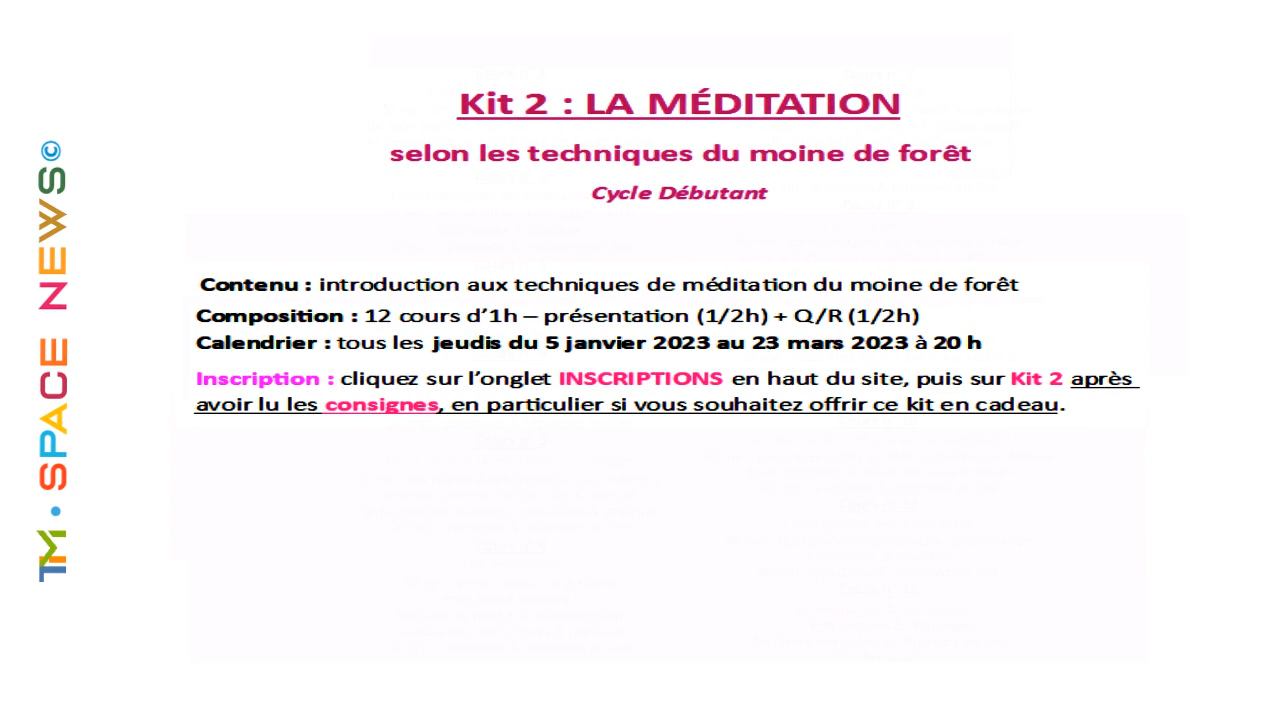 Kit 2 : LA MÉDITATION
selon les techniques du moine de forêt
Cycle Débutant
Contenu : introduction aux techniques de méditation du moine de forêt
Composition : 12 cours d'1h – présentation (1/2h) + Q/R (1/2h)
Calendrier : tous les jeudis du 5 janvier 2023 au 23 mars 2023 à 20 h
Inscription : cliquez sur l'onglet INSCRIPTIONS en haut du site, puis sur Kit 2 après
avoir lu les consignes, en particulier si vous souhaitez offrir ce kit en cadeau.
TM • SPACE NEWS©